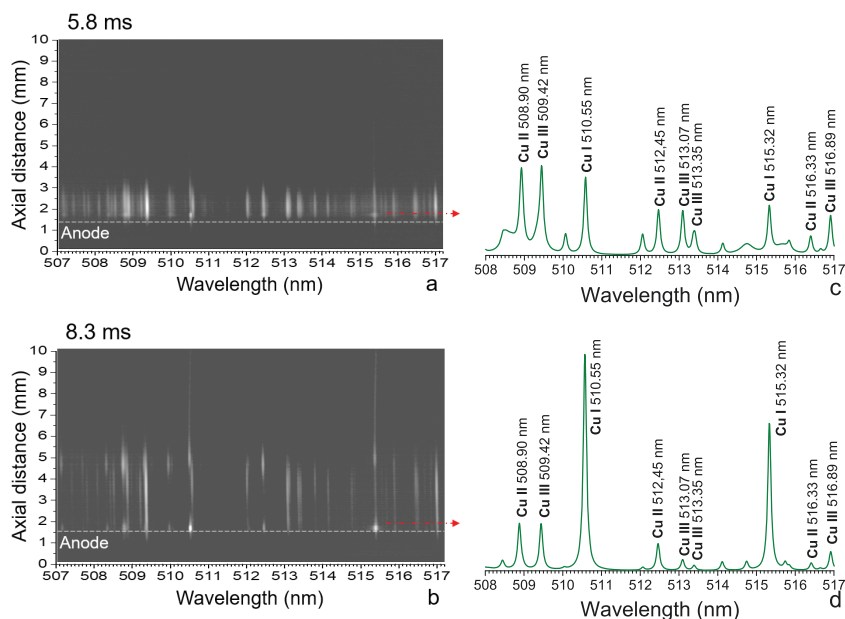 5.8 ms
10
9
8
7
6
5
4
3
2
1
0
Axial distance (mm)
Anode
507 508 509 510 511 512 513 514 515 516 517
Wavelength (nm)
a
Cu II 508.90 nm
Cu III 509.42 nm
Cu I 510.55 nm
Cu II 512,45 nm
Cu III 513.07 nm
Cu III 513.35 nm
Cu I 515.32 nm
Cu II 516.33 nm
Cu III 516.89 nm
508 509 510 511 512 513 514 515 516 517
Wavelength (nm)
c
8.3 ms
10
9
8
7
6
5
4
3
2
1
0
Axial distance (mm)
Anode
507 508 509 510 511 512 513 514 515 516 517
Wavelength (nm)
b
Cu II 508.90 nm
Cu III 509.42 nm
Cu I 510.55 nm
Cu II 512,45 nm
Cu III 513.07 nm
Cu III 513.35 nm
Cu I 515.32 nm
Cu II 516.33 nm
Cu III 516.89 nm
508 509 510 511 512 513 514 515 516 517
Wavelength (nm)
d